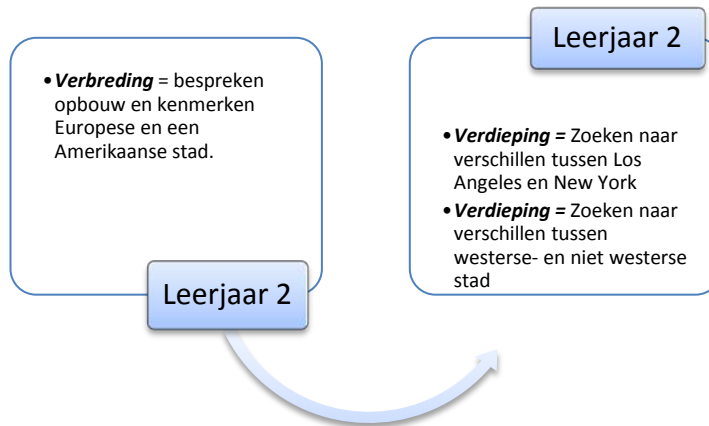 • Verbreding = bespreken
opbouw en kenmerken
Europese en een
Amerikaanse stad.
Leerjaar 2
Leerjaar 2
• Verdieping = Zoeken naar
verschillen tussen Los
Angeles en New York
• Verdieping = Zoeken naar
verschillen tussen
westerse- en niet westerse
stad